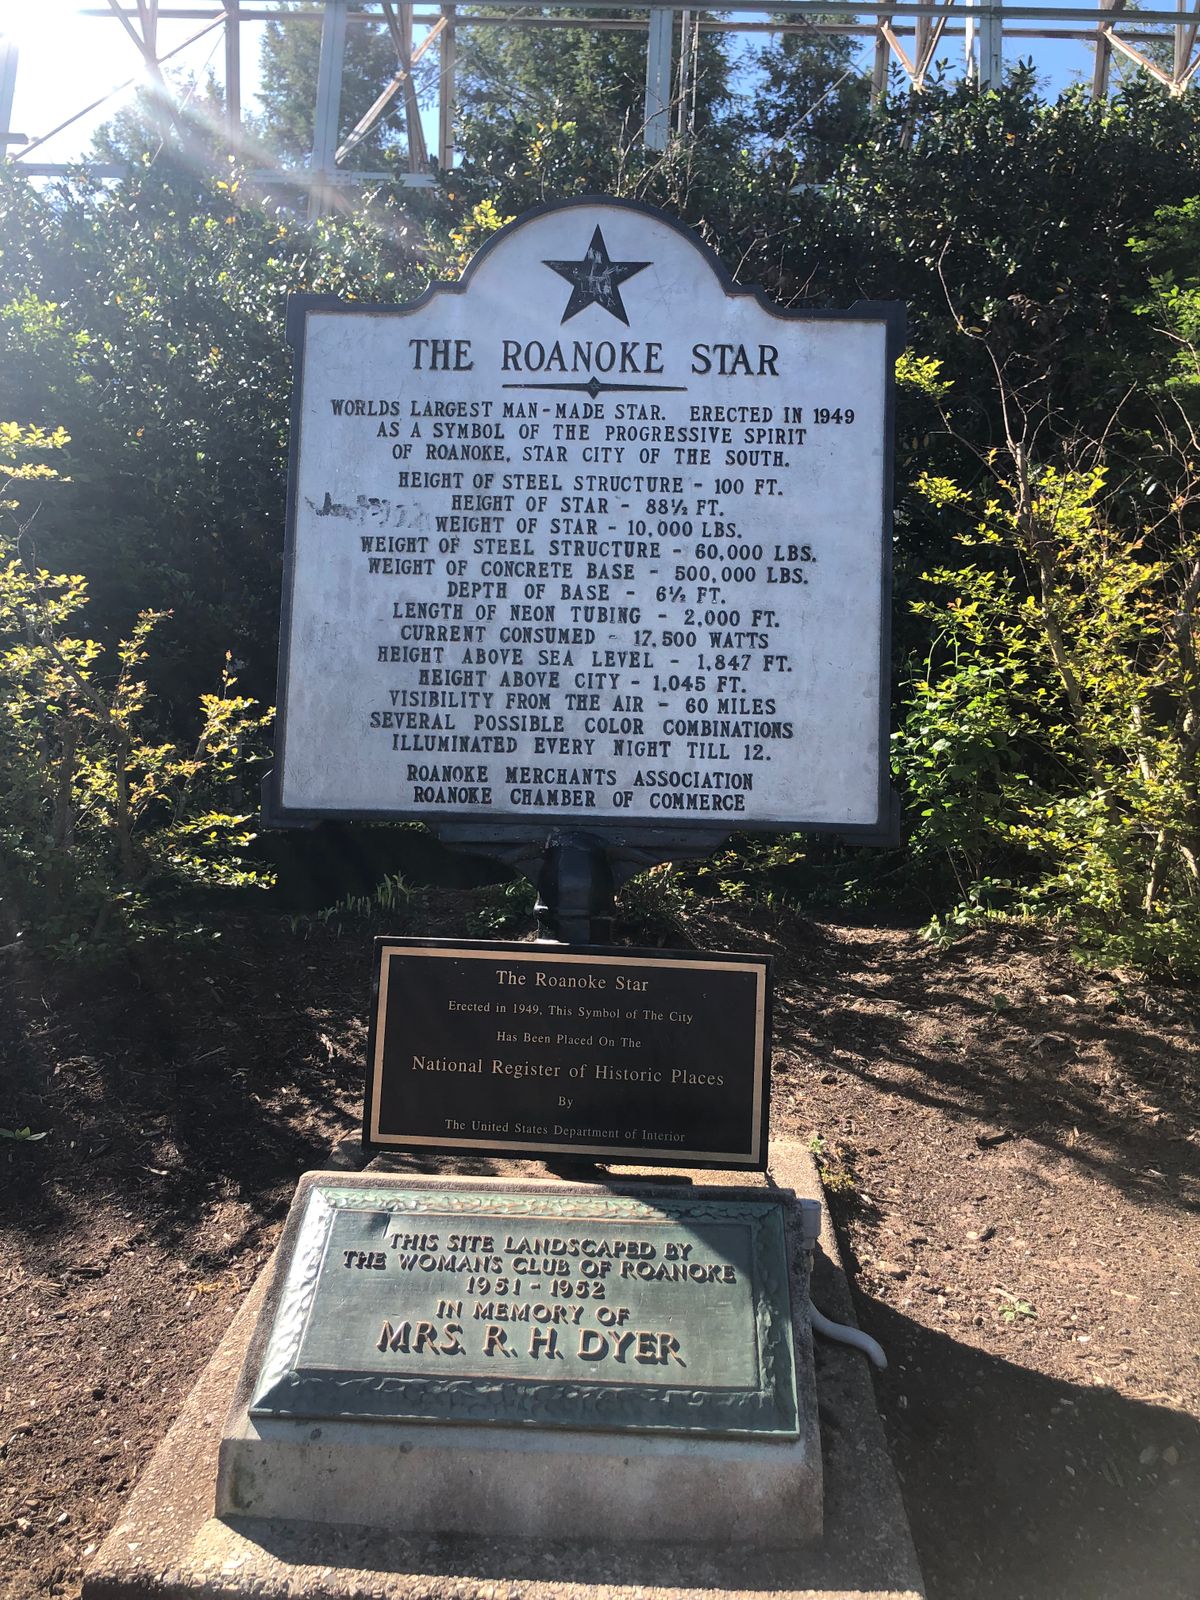 THE ROANOKE STAR
WORLDS LARGEST MAN-MADE STAR. ERECTED IN 1949
AS A SYMBOL OF THE PROGRESSIVE SPIRIT
OF ROANOKE, STAR CITY OF THE SOUTH.
HEIGHT OF STEEL STRUCTURE - 100 FT.
HEIGHT OF STAR - 88½ FT.
WEIGHT OF STAR - 10,000 LBS.
WEIGHT OF STEEL STRUCTURE - 60,000 LBS.
WEIGHT OF CONCRETE BASE - 500,000 LBS.
DEPTH OF BASE - 6½ FT.
LENGTH OF NEON TUBING - 2,000 FT.
CURRENT CONSUMED - 17,500 WATTS
HEIGHT ABOVE SEA LEVEL - 1,847 FT.
HEIGHT ABOVE CITY - 1,045 FT.
VISIBILITY FROM THE AIR - 60 MILES
SEVERAL POSSIBLE COLOR COMBINATIONS
ILLUMINATED EVERY NIGHT TILL 12.
ROANOKE MERCHANTS ASSOCIATION
ROANOKE CHAMBER OF COMMERCE
The Roanoke Star
Erected in 1949, This Symbol of The City
Has Been Placed On The
National Register of Historic Places
By
The United States Department of Interior
THIS SITE LANDSCAPED BY
THE WOMANS CLUB OF ROANOKE
1951 - 1952
IN MEMORY OF
MRS. R. H. DYER